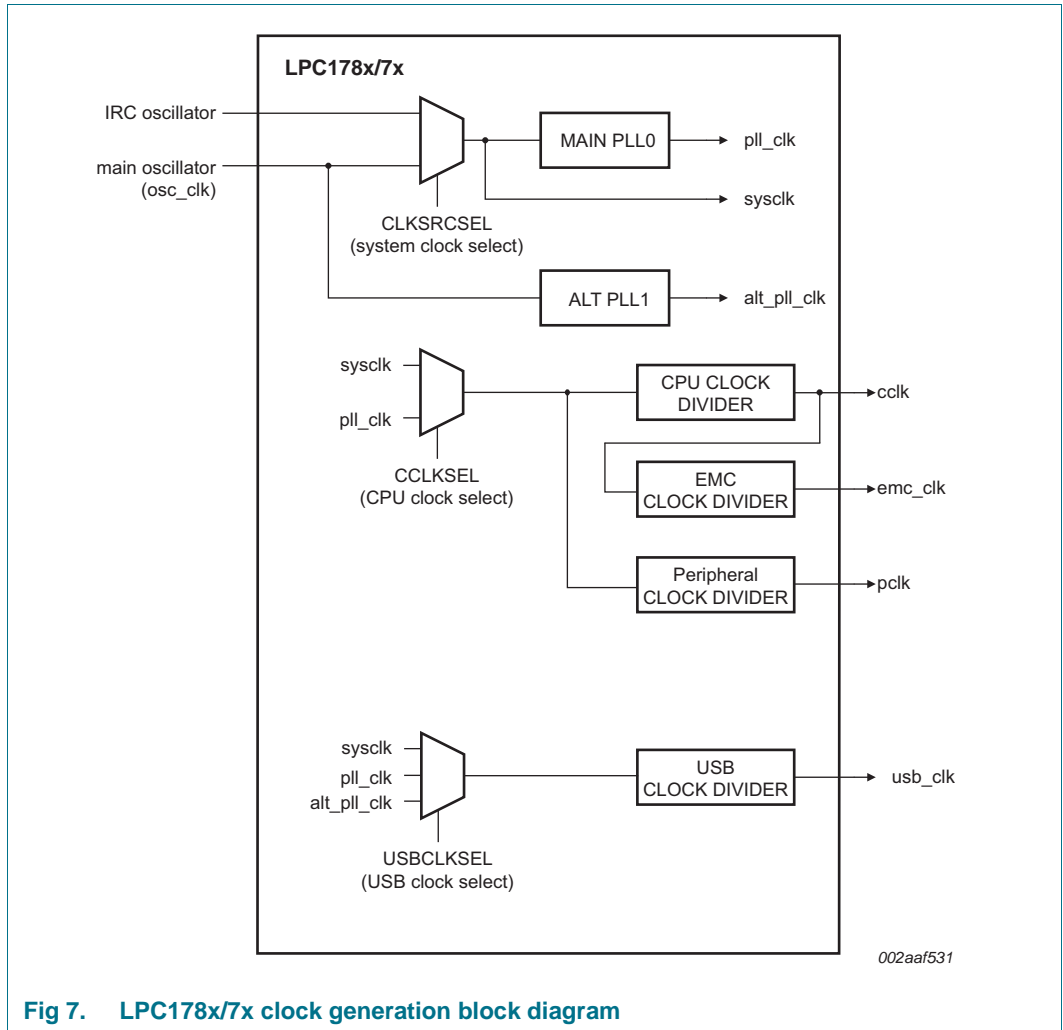 LPC178x/7x
IRC oscillator
main oscillator
(osc_clk)
MAIN PLL0
pll_clk
sysclk
CLKSRCSEL
(system clock select)
ALT PLL1
alt_pll_clk
sysclk
pll_clk
CPU CLOCK
DIVIDER
cclk
CCLKSEL
(CPU clock select)
EMC
CLOCK DIVIDER
emc_clk
Peripheral
CLOCK DIVIDER
pclk
sysclk
pll_clk
alt_pll_clk
USB
CLOCK DIVIDER
usb_clk
USBCLKSEL
(USB clock select)
002aaf531
Fig 7. LPC178x/7x clock generation block diagram